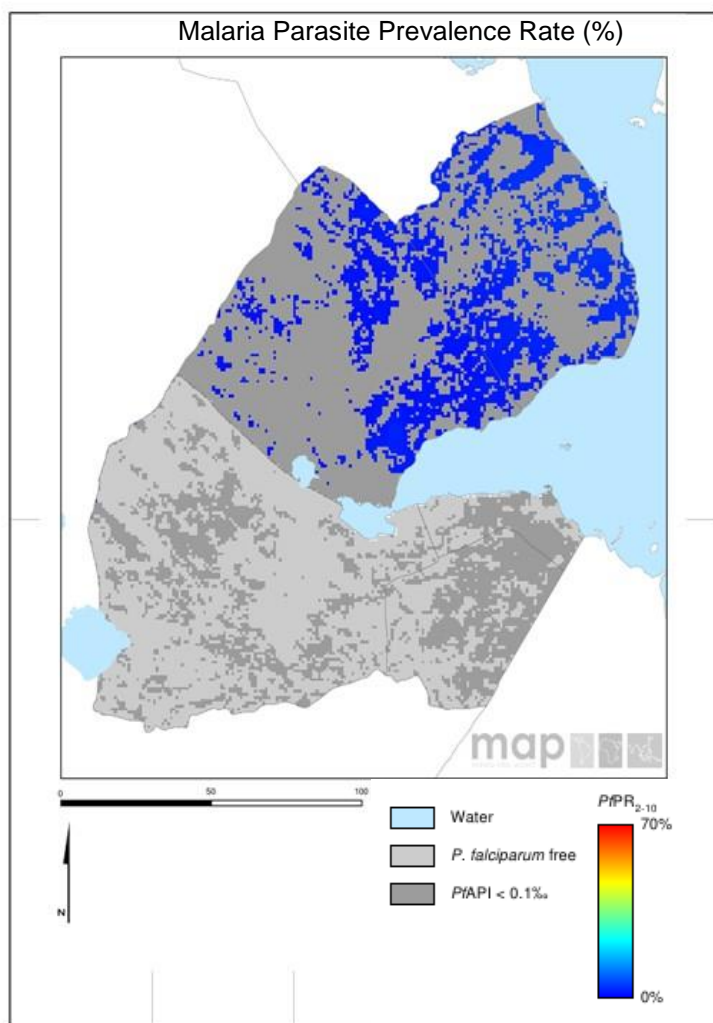 Malaria Parasite Prevalence Rate (%)
map
0 50 100
N
Water
P. falciparum free
PfAPI < 0.1‰
PfPR2-10
70%
0%